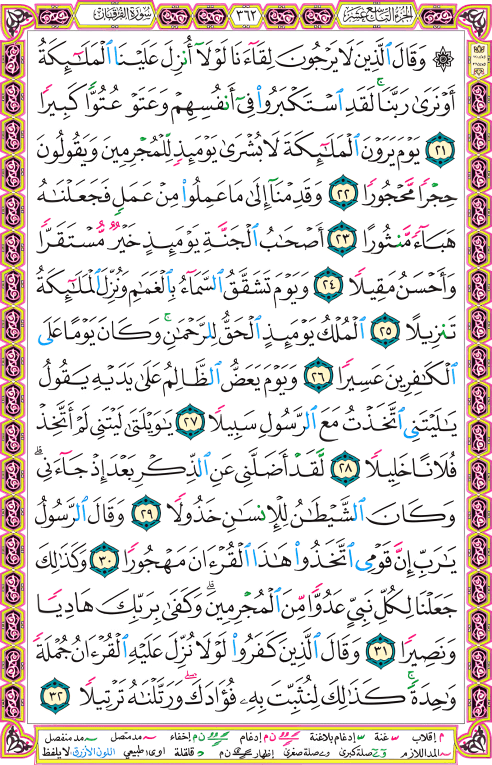 الجزء التاسع عشر ٣٦٢ سورة الفرقان
۞ وَقَالَ ٱلَّذِينَ لَا يَرْجُونَ لِقَآءَنَا لَوْلَآ أُنزِلَ عَلَيْنَا ٱلْمَلَٰٓئِكَةُ
أَوْ نَرَىٰ رَبَّنَا ۗ لَقَدِ ٱسْتَكْبَرُوا۟ فِىٓ أَنفُسِهِمْ وَعَتَوْ عُتُوًّا كَبِيرًا
٢١ يَوْمَ يَرَوْنَ ٱلْمَلَٰٓئِكَةَ لَا بُشْرَىٰ يَوْمَئِذٍ لِّلْمُجْرِمِينَ وَيَقُولُونَ
حِجْرًا مَّحْجُورًا ٢٢ وَقَدِمْنَآ إِلَىٰ مَا عَمِلُوا۟ مِنْ عَمَلٍ فَجَعَلْنَٰهُ
هَبَآءً مَّنثُورًا ٢٣ أَصْحَٰبُ ٱلْجَنَّةِ يَوْمَئِذٍ خَيْرٌ مُّسْتَقَرًّا
وَأَحْسَنُ مَقِيلًا ٢٤ وَيَوْمَ تَشَقَّقُ ٱلسَّمَآءُ بِٱلْغَمَٰمِ وَنُزِّلَ ٱلْمَلَٰٓئِكَةُ
تَنزِيلًا ٢٥ ٱلْمُلْكُ يَوْمَئِذٍ ٱلْحَقُّ لِلرَّحْمَٰنِ ۚ وَكَانَ يَوْمًا عَلَى
ٱلْكَٰفِرِينَ عَسِيرًا ٢٦ وَيَوْمَ يَعَضُّ ٱلظَّالِمُ عَلَىٰ يَدَيْهِ يَقُولُ
يَٰلَيْتَنِى ٱتَّخَذْتُ مَعَ ٱلرَّسُولِ سَبِيلًا ٢٧ يَٰوَيْلَتَىٰ لَيْتَنِى لَمْ أَتَّخِذْ
فُلَانًا خَلِيلًا ٢٨ لَّقَدْ أَضَلَّنِى عَنِ ٱلذِّكْرِ بَعْدَ إِذْ جَآءَنِى ۗ
وَكَانَ ٱلشَّيْطَٰنُ لِلْإِنسَٰنِ خَذُولًا ٢٩ وَقَالَ ٱلرَّسُولُ
يَٰرَبِّ إِنَّ قَوْمِى ٱتَّخَذُوا۟ هَٰذَا ٱلْقُرْءَانَ مَهْجُورًا ٣٠ وَكَذَٰلِكَ
جَعَلْنَا لِكُلِّ نَبِىٍّ عَدُوًّا مِّنَ ٱلْمُجْرِمِينَ ۗ وَكَفَىٰ بِرَبِّكَ هَادِيًا
وَنَصِيرًا ٣١ وَقَالَ ٱلَّذِينَ كَفَرُوا۟ لَوْلَا نُزِّلَ عَلَيْهِ ٱلْقُرْءَانُ جُمْلَةً
وَٰحِدَةً ۚ كَذَٰلِكَ لِنُثَبِّتَ بِهِۦ فُؤَادَكَ ۖ وَرَتَّلْنَٰهُ تَرْتِيلًا ٣٢
م إقلاب غنة إدغام بلاغنة ن م إدغام ن م إخفاء مد متصل مد منفصل
المد اللازم مد صلة كبرى وصلة صغرى إظهار ن م قلقلة اوى طبيعي اللون الأزرق لا يلفظ